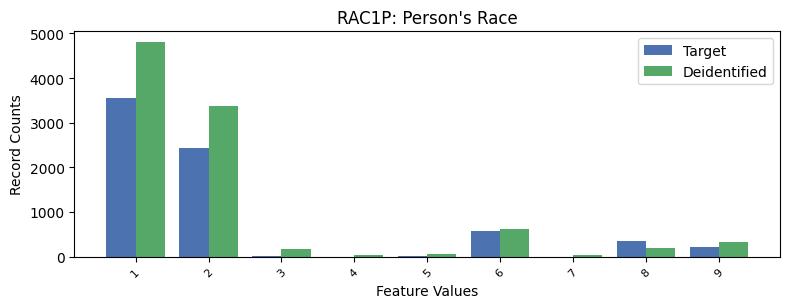 RAC1P: Person's Race
Target
Deidentified
Record Counts
5000
4000
3000
2000
1000
0
1 2 3 4 5 6 7 8 9
Feature Values